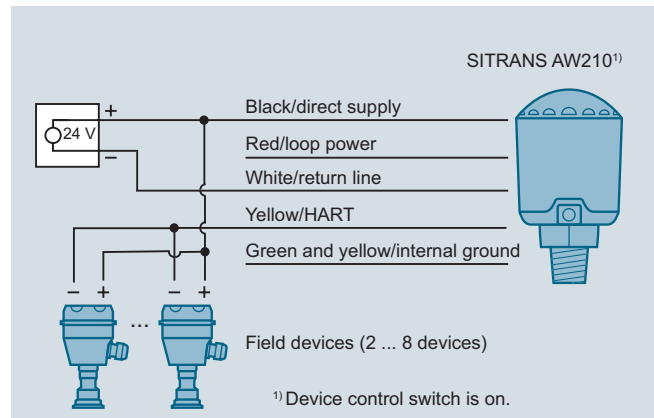 SITRANS AW210¹⁾
+
Black/direct supply
24 V
Red/loop power
–
White/return line
Yellow/HART
Green and yellow/internal ground
– + – +
...
Field devices (2 ... 8 devices)
¹⁾ Device control switch is on.